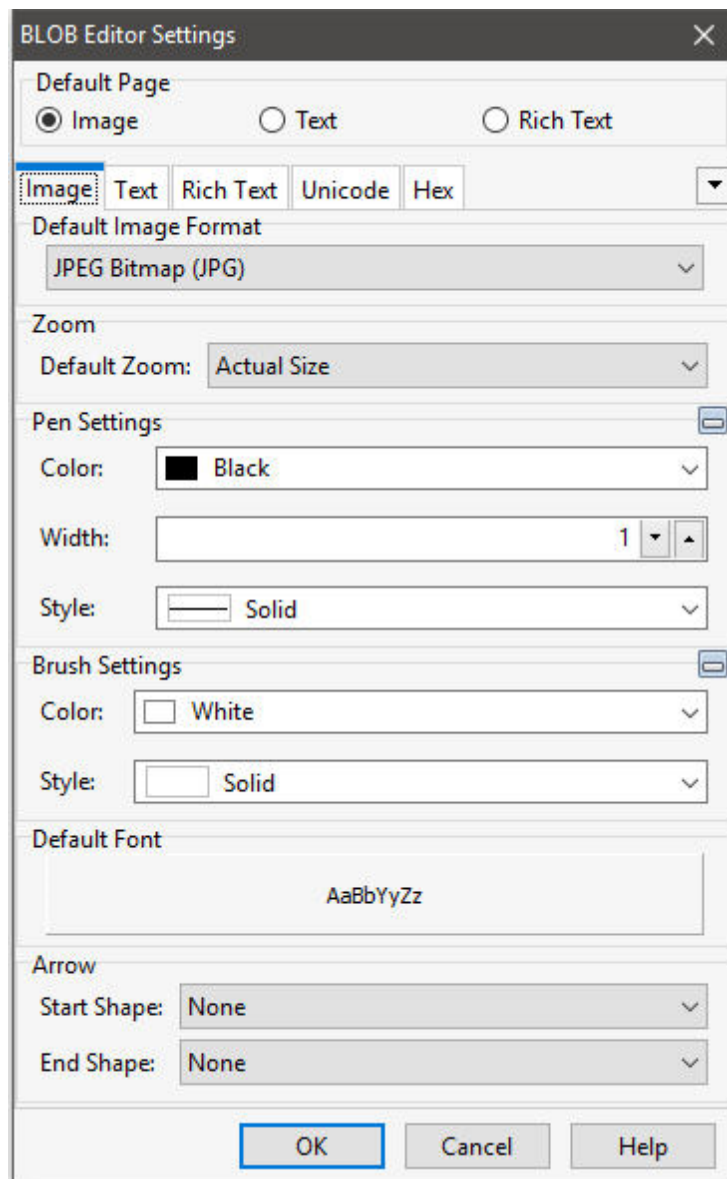 BLOB Editor Settings
Default Page
Image Text Rich Text
Image Text Rich Text Unicode Hex
Default Image Format
JPEG Bitmap (JPG)
Zoom
Default Zoom: Actual Size
Pen Settings
Color: Black
Width: 1
Style: Solid
Brush Settings
Color: White
Style: Solid
Default Font
AaBbYyZz
Arrow
Start Shape: None
End Shape: None
OK Cancel Help